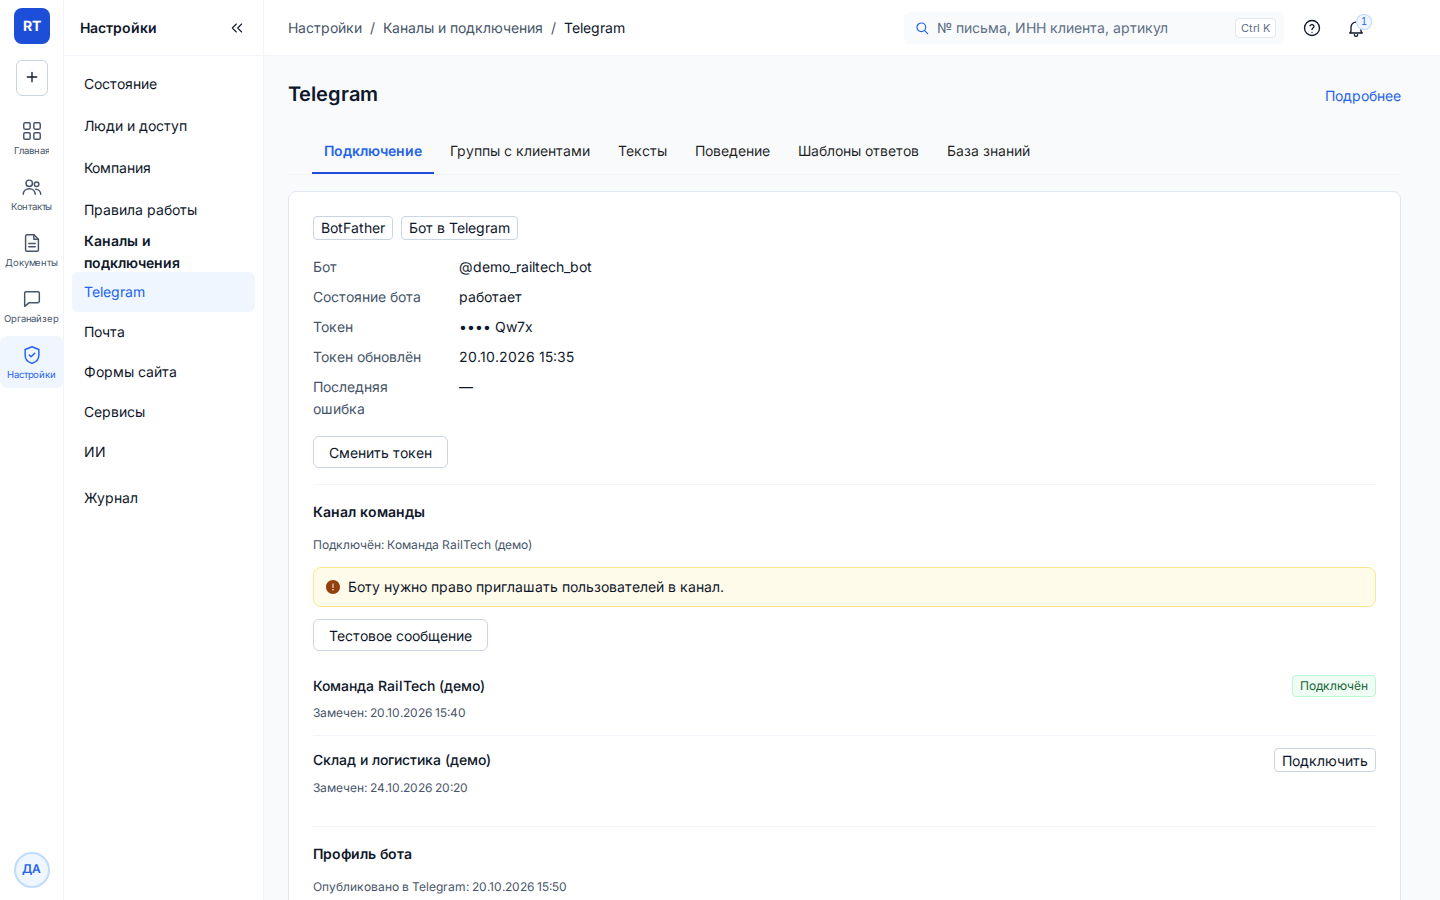 RT
Настройки
Настройки / Каналы и подключения / Telegram
№ письма, ИНН клиента, артикул
Ctrl K
1
Главная
Контакты
Документы
Органайзер
Настройки
ДА
Состояние
Люди и доступ
Компания
Правила работы
Каналы и
подключения
Telegram
Почта
Формы сайта
Сервисы
ИИ
Журнал
Telegram
Подробнее
Подключение
Группы с клиентами
Тексты
Поведение
Шаблоны ответов
База знаний
BotFather
Бот в Telegram
Бот @demo_railtech_bot
Состояние бота работает
Токен •••• Qw7x
Токен обновлён 20.10.2026 15:35
Последняя —
ошибка
Сменить токен
Канал команды
Подключён: Команда RailTech (демо)
Боту нужно право приглашать пользователей в канал.
Тестовое сообщение
Команда RailTech (демо)
Подключён
Замечен: 20.10.2026 15:40
Склад и логистика (демо)
Подключить
Замечен: 24.10.2026 20:20
Профиль бота
Опубликовано в Telegram: 20.10.2026 15:50